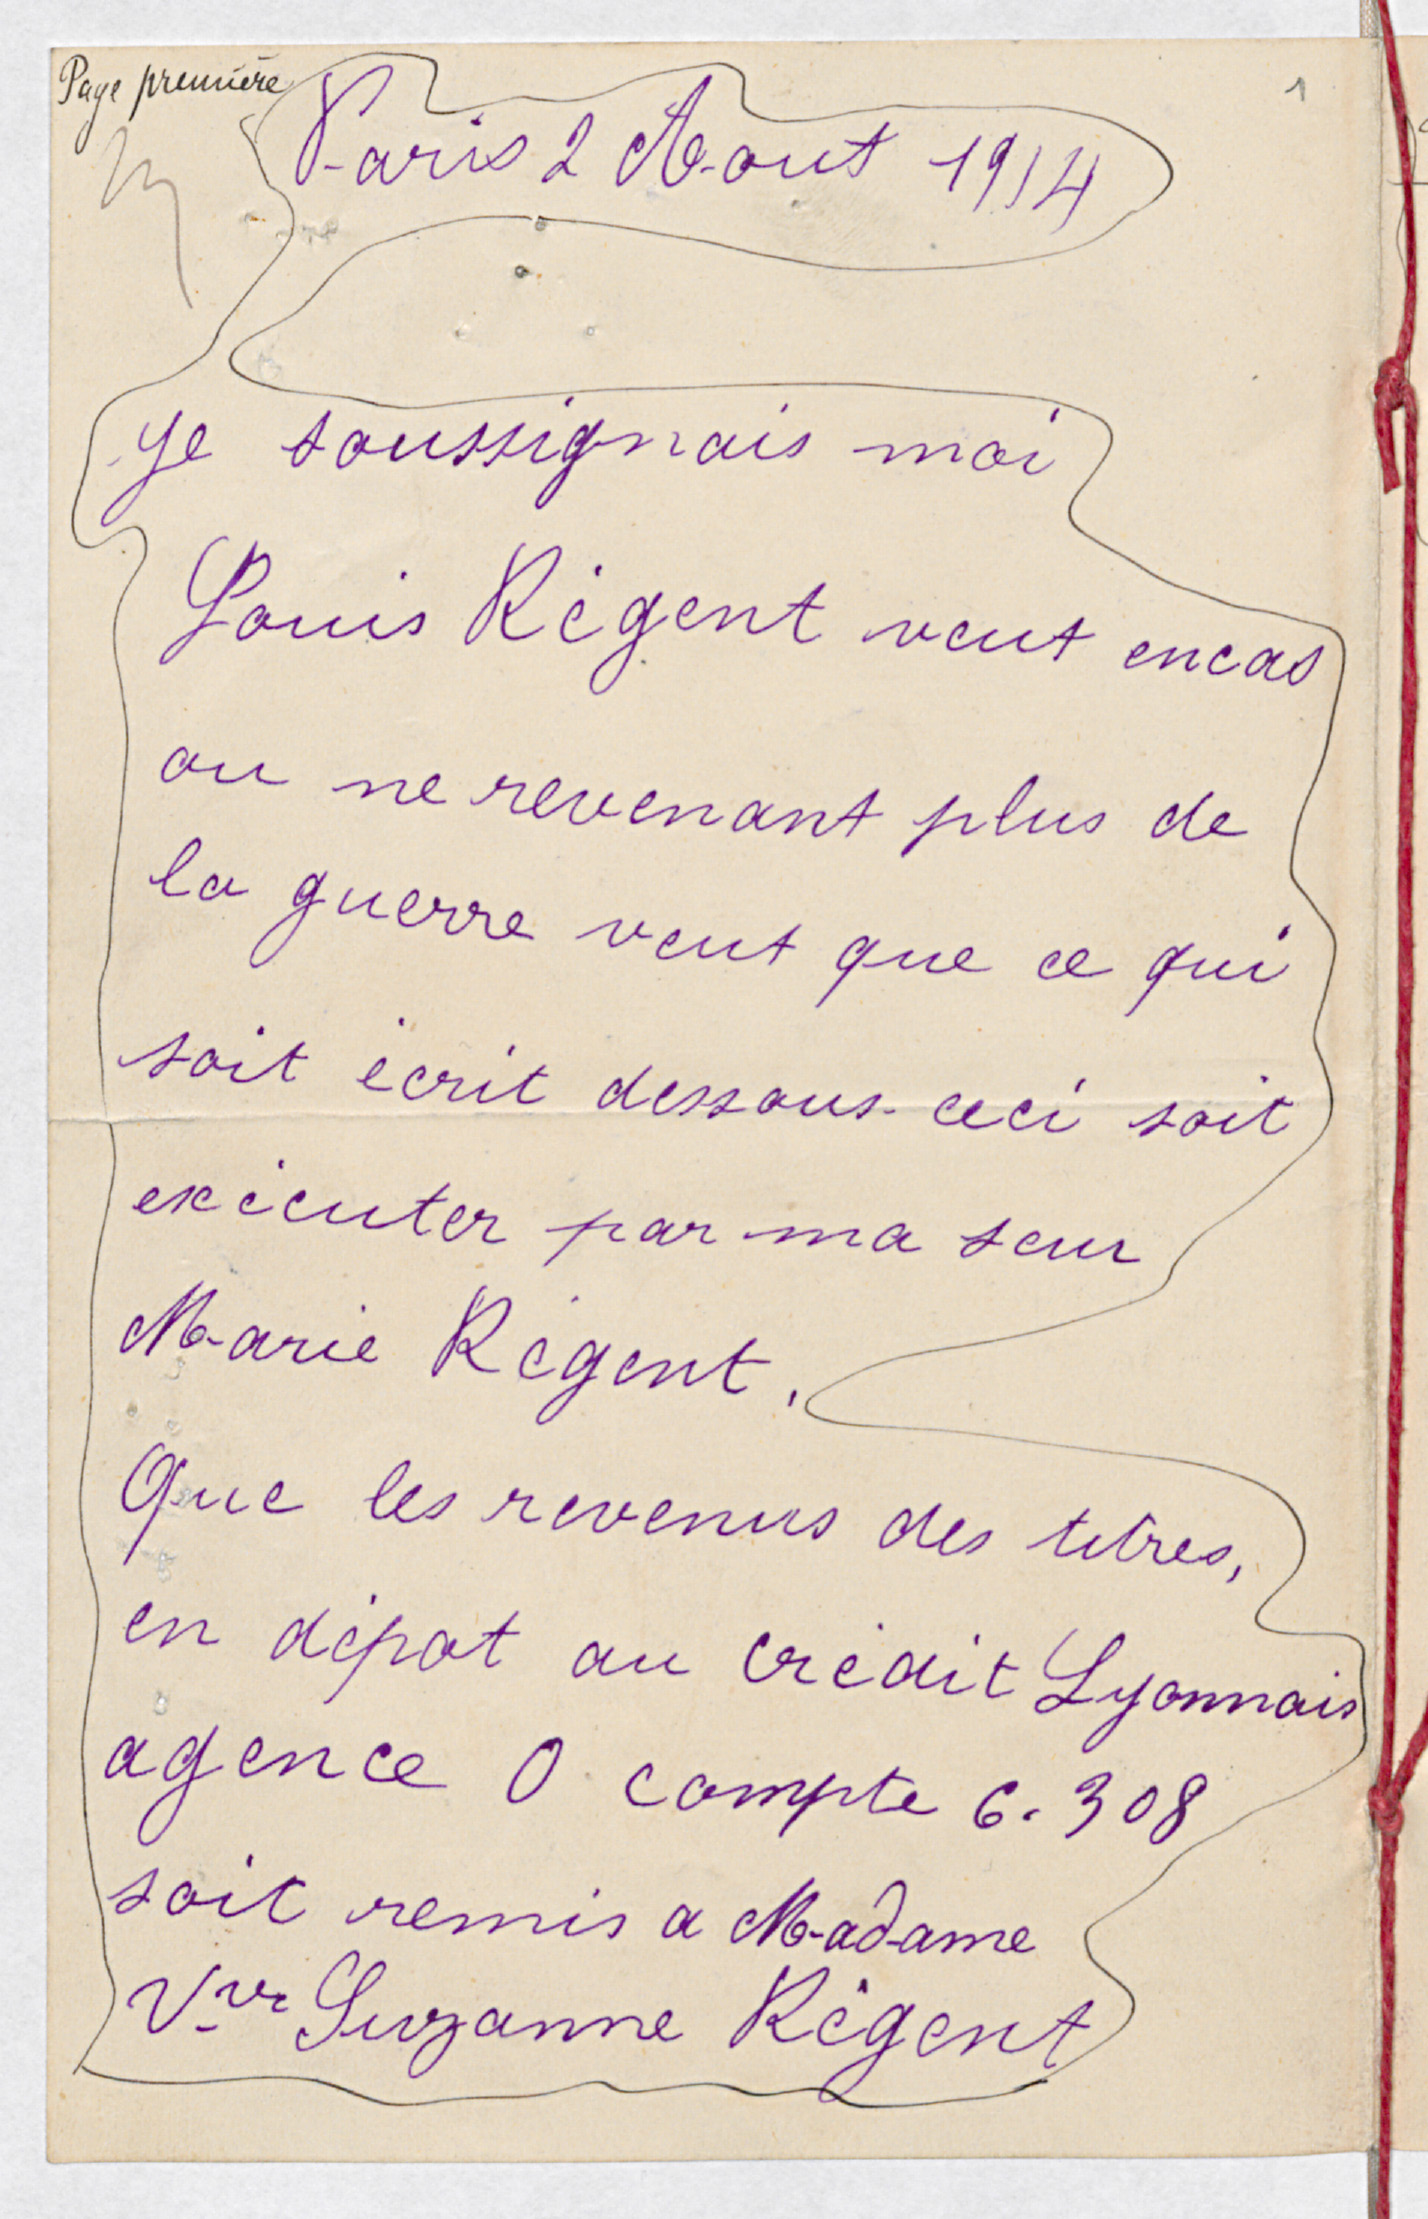 Page première
1
Paris 2 Aout 1914
Je soussignais moi
Louis Régent veut encas
ou ne revenant plus de
la guerre veut que ce qui
soit écrit dessous ceci soit
exécuter par ma seur
Marie Régent.
Que les revenus des titres,
en dépot au crédit Lyonnais
agence O compte 6.308
soit remis a Madame
Vve Suzanne Régent